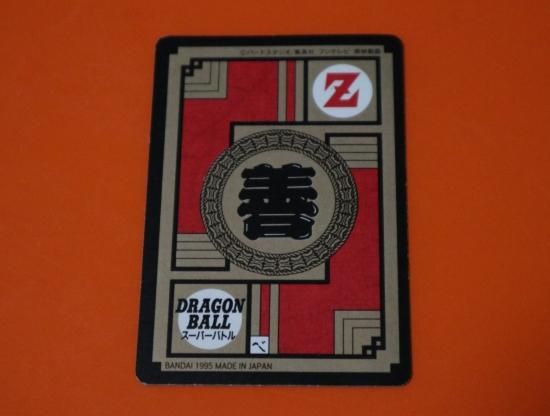 ©バードスタジオ/集英社 フジテレビ 東映動画
Z
善
DRAGON
BALL
スーパーバトル
べ
BANDAI 1995 MADE IN JAPAN